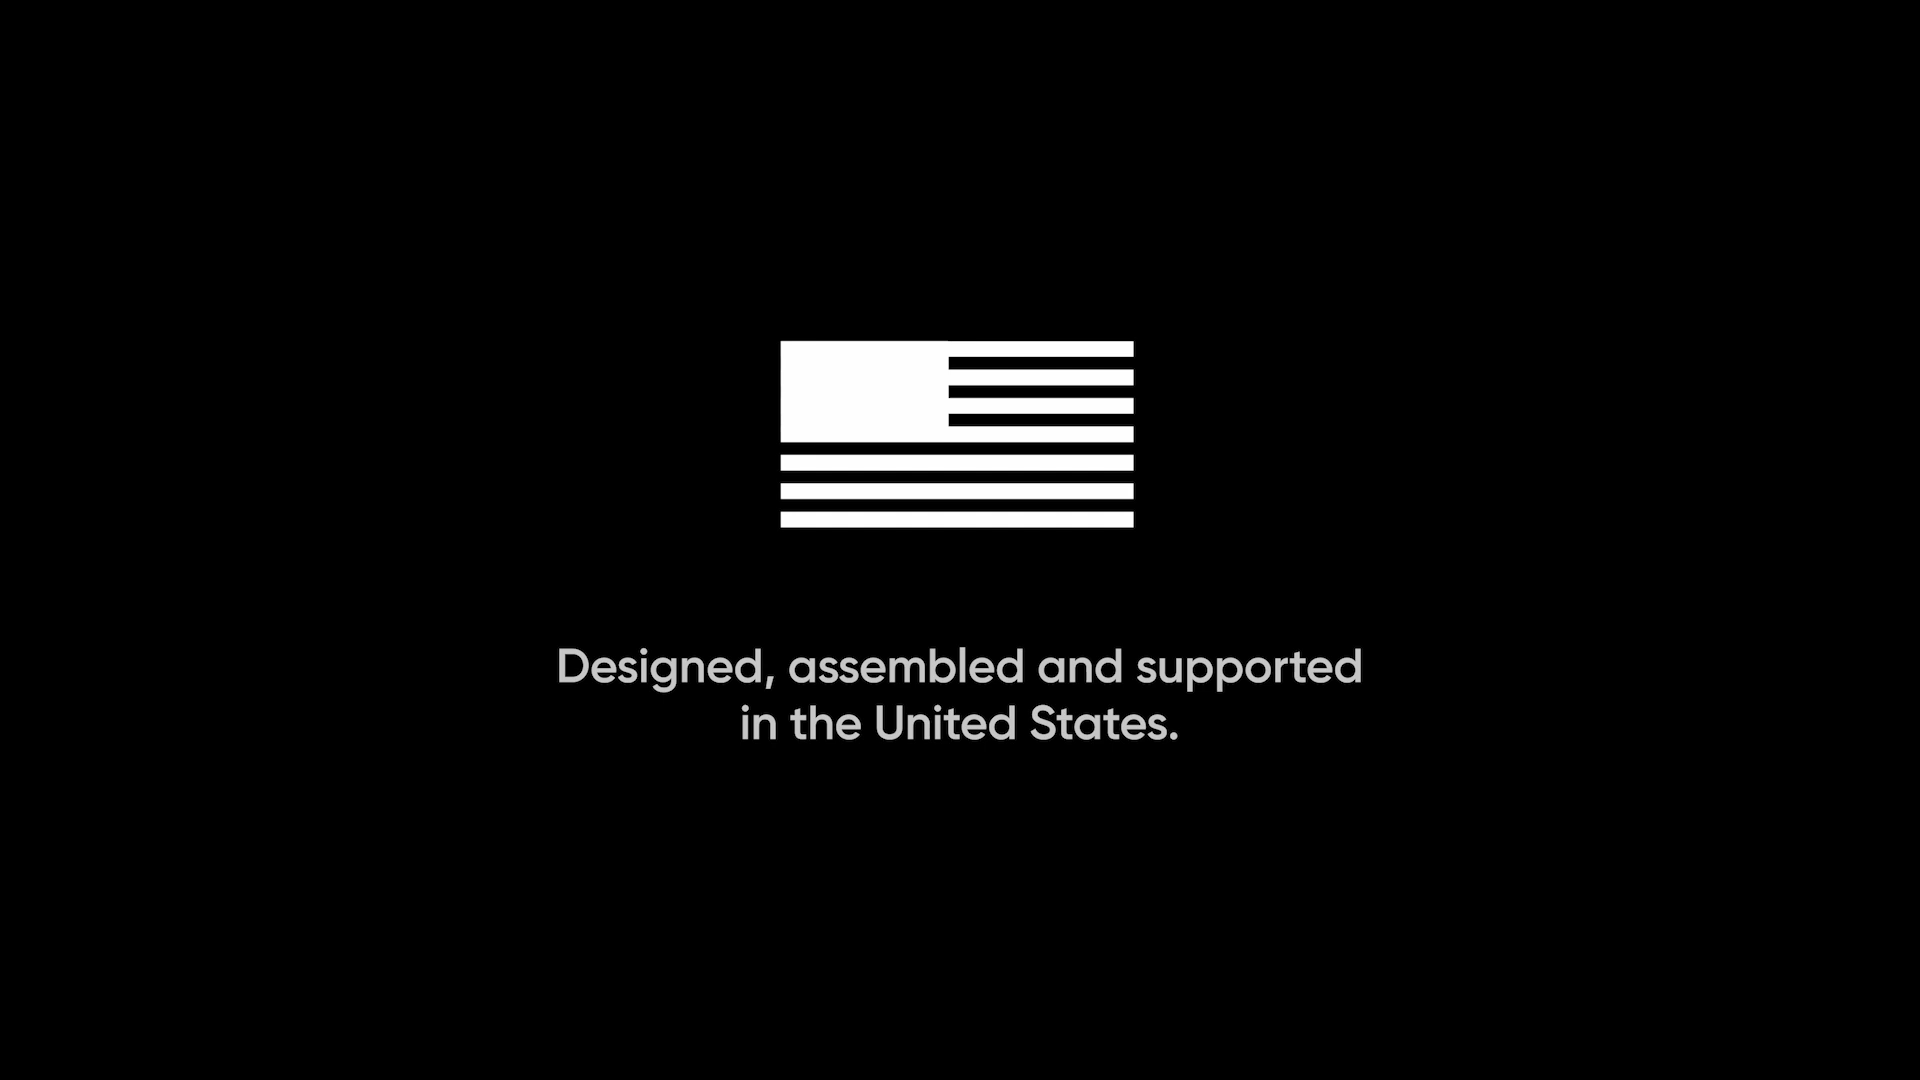 Designed, assembled and supported
in the United States.